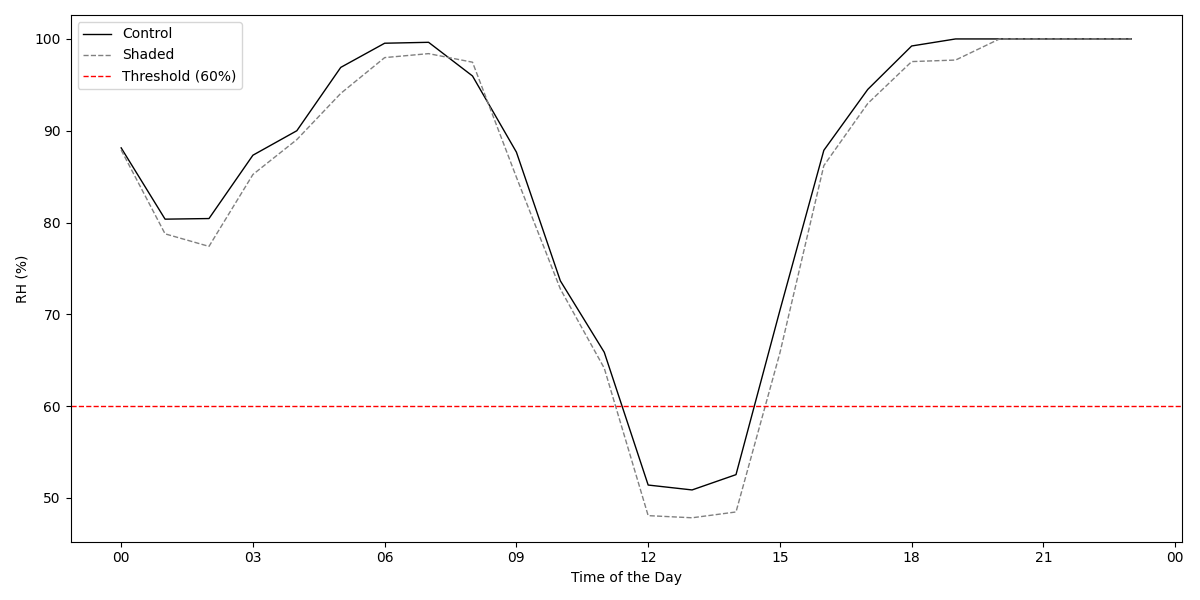 Control
Shaded
Threshold (60%)
RH (%)
100
90
80
70
60
50
00 03 06 09 12 15 18 21 00
Time of the Day